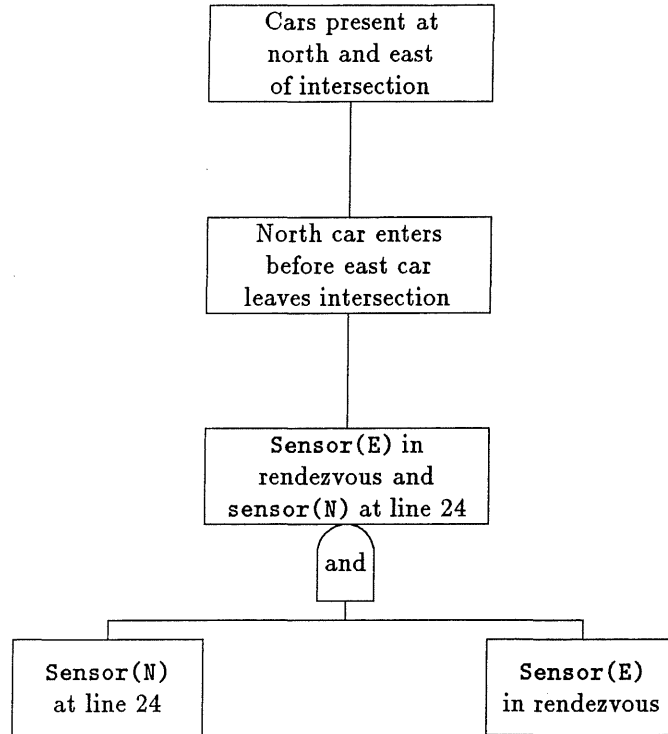 Cars present at
north and east
of intersection
North car enters
before east car
leaves intersection
Sensor(E) in
rendezvous and
sensor(N) at line 24
and
Sensor(N)
at line 24
Sensor(E)
in rendezvous